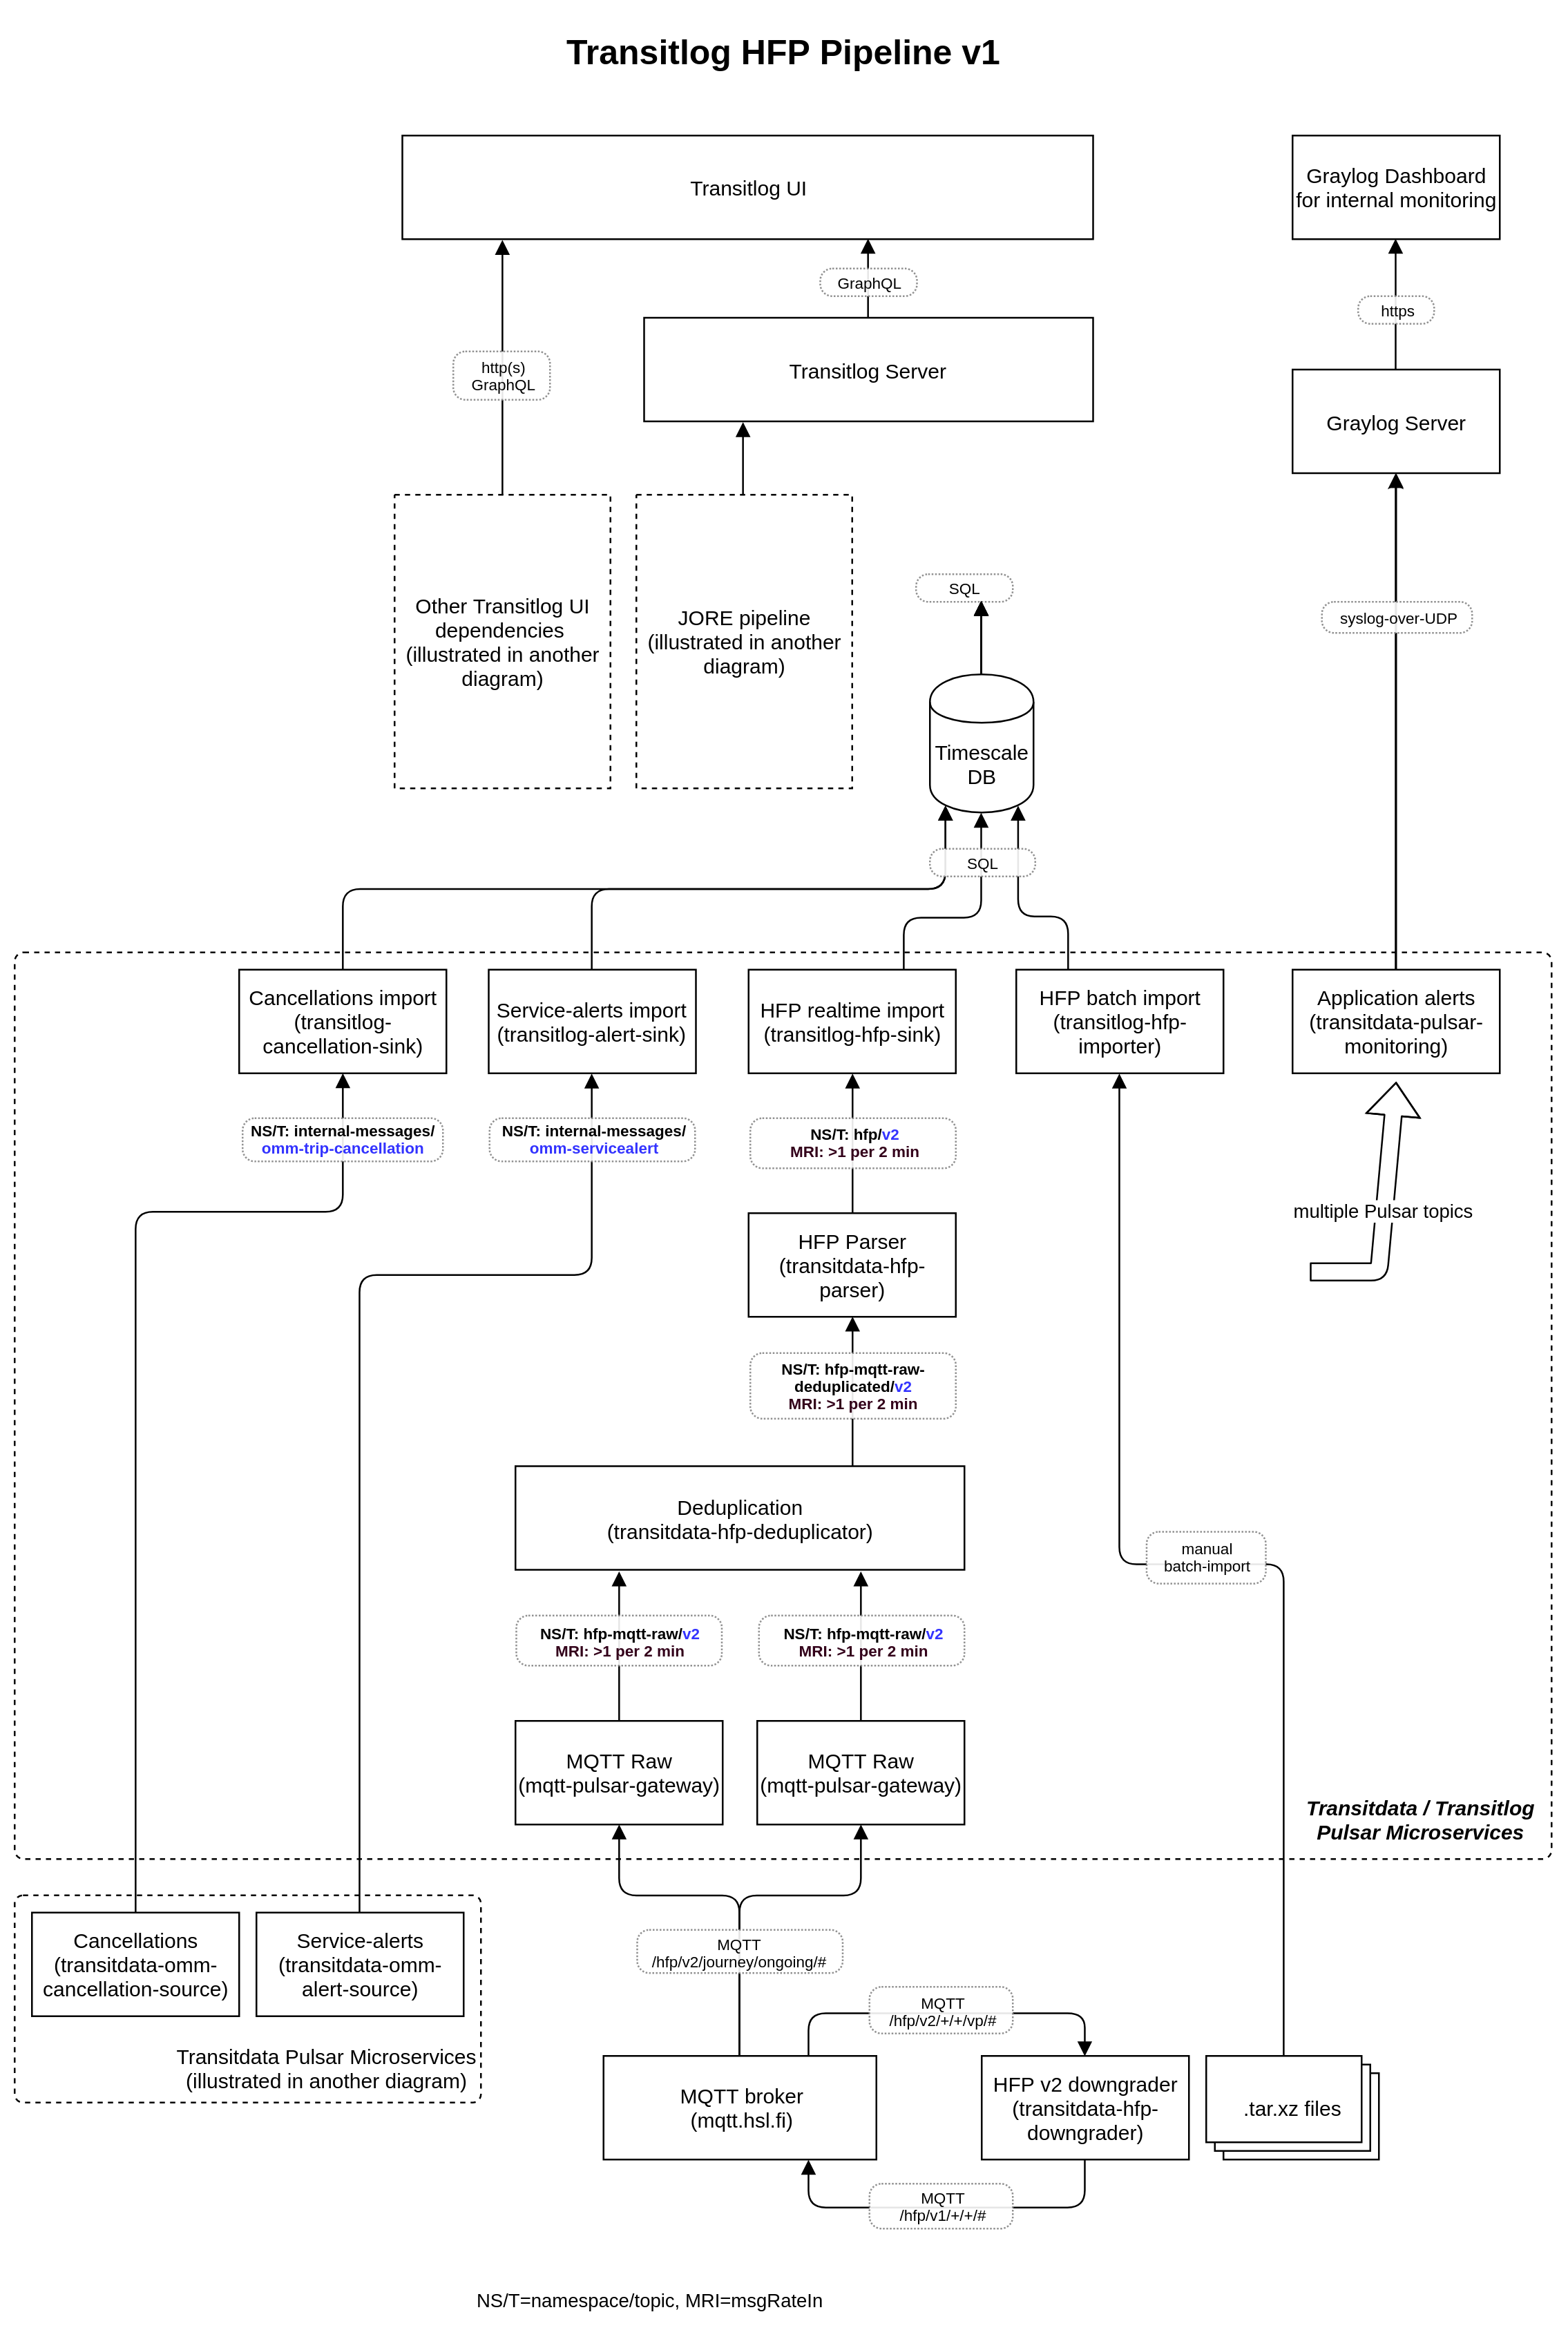 Transitlog HFP Pipeline v1
Transitlog UI
Graylog Dashboard
for internal monitoring
GraphQL
https
http(s)
GraphQL
Transitlog Server
Graylog Server
Other Transitlog UI
dependencies
(illustrated in another
diagram)
JORE pipeline
(illustrated in another
diagram)
SQL
syslog-over-UDP
Timescale
DB
SQL
Cancellations import
(transitlog-
cancellation-sink)
Service-alerts import
(transitlog-alert-sink)
HFP realtime import
(transitlog-hfp-sink)
HFP batch import
(transitlog-hfp-
importer)
Application alerts
(transitdata-pulsar-
monitoring)
NS/T: internal-messages/
omm-trip-cancellation
NS/T: internal-messages/
omm-servicealert
NS/T: hfp/v2
MRI: >1 per 2 min
multiple Pulsar topics
HFP Parser
(transitdata-hfp-
parser)
NS/T: hfp-mqtt-raw-
deduplicated/v2
MRI: >1 per 2 min
Deduplication
(transitdata-hfp-deduplicator)
manual
batch-import
NS/T: hfp-mqtt-raw/v2
MRI: >1 per 2 min
NS/T: hfp-mqtt-raw/v2
MRI: >1 per 2 min
MQTT Raw
(mqtt-pulsar-gateway)
MQTT Raw
(mqtt-pulsar-gateway)
Transitdata / Transitlog
Pulsar Microservices
Cancellations
(transitdata-omm-
cancellation-source)
Service-alerts
(transitdata-omm-
alert-source)
Transitdata Pulsar Microservices
(illustrated in another diagram)
MQTT
/hfp/v2/journey/ongoing/#
MQTT
/hfp/v2/+/+/vp/#
MQTT broker
(mqtt.hsl.fi)
HFP v2 downgrader
(transitdata-hfp-
downgrader)
.tar.xz files
MQTT
/hfp/v1/+/+/#
NS/T=namespace/topic, MRI=msgRateIn